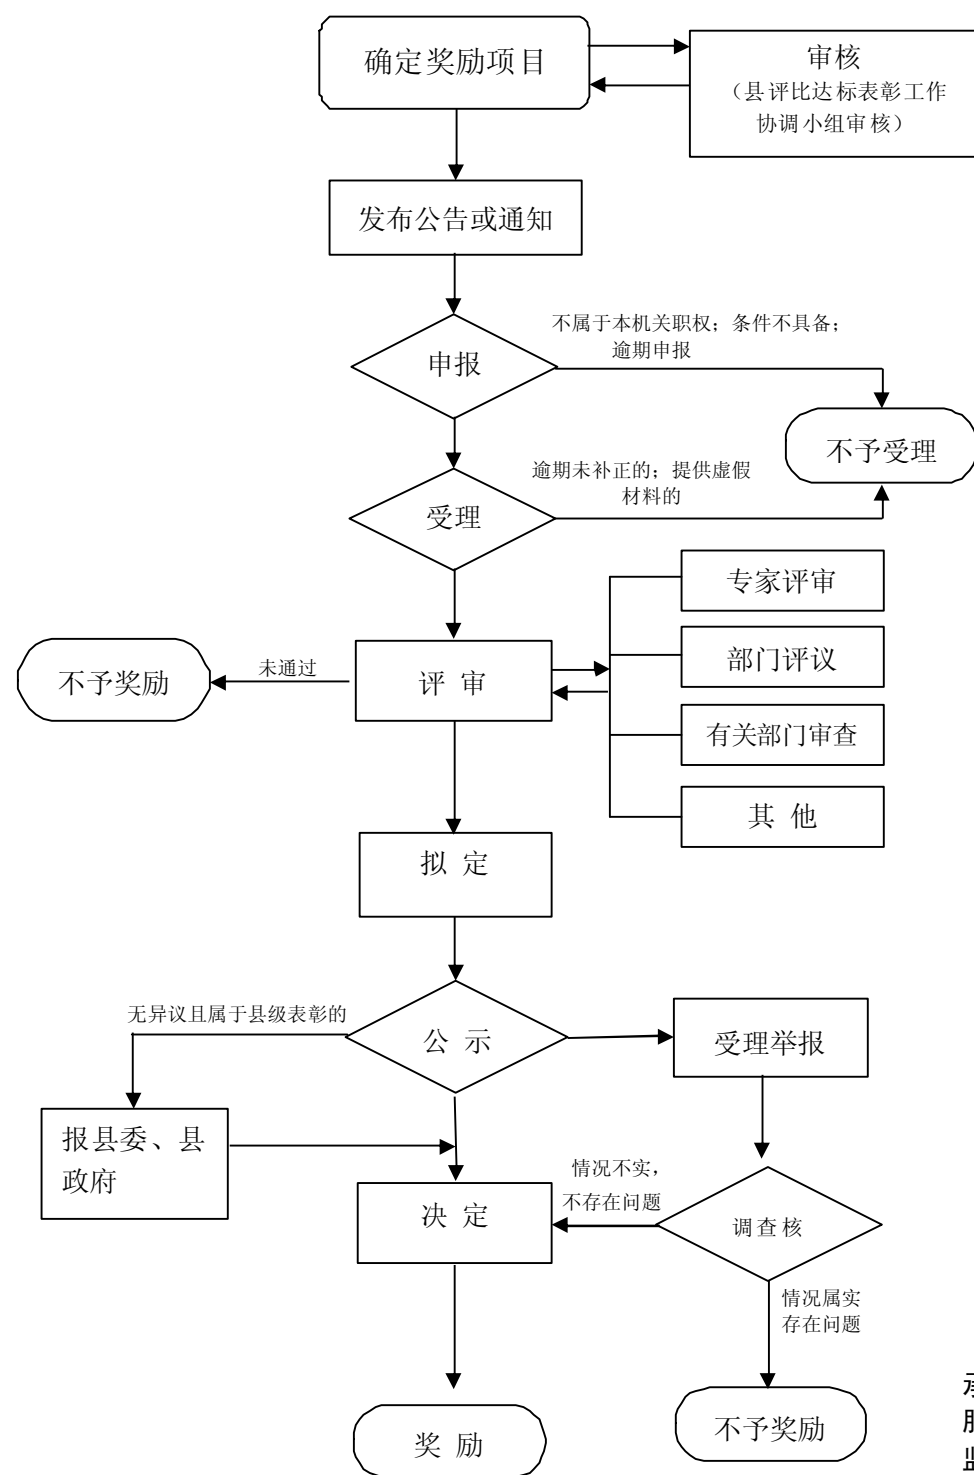 确定奖励项目
审核
（县评比达标表彰工作
协调小组审核）
发布公告或通知
不属于本机关职权；条件不具备；
逾期申报
申报
不予受理
逾期未补正的；提供虚假
材料的
受理
专家评审
部门评议
未通过
不予奖励
评 审
有关部门审查
其 他
拟 定
无异议且属于县级表彰的
公 示
受理举报
报县委、县
政府
情况不实，
不存在问题
决 定
调查核
情况属实
存在问题
奖 励
不予奖励